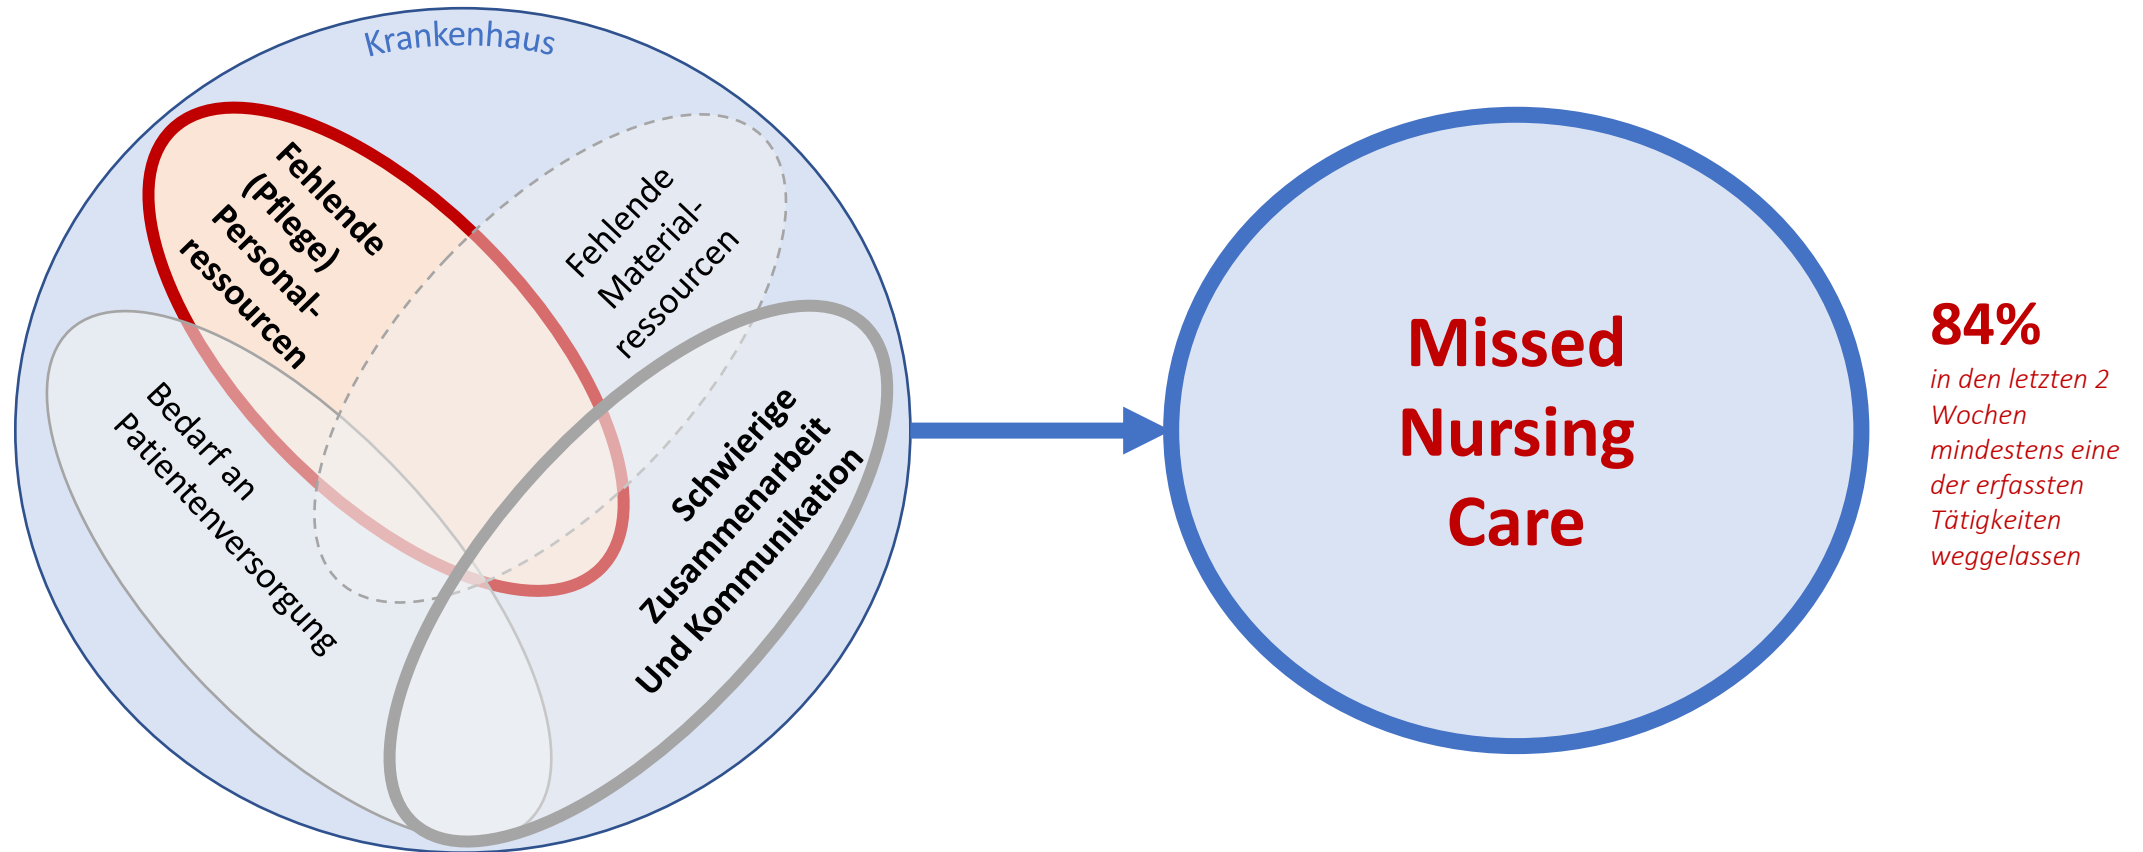 Krankenhaus
Fehlende
(Pflege)
Personal-
ressourcen
Fehlende
Material-
ressourcen
Bedarf an
Patientenversorgung
Schwierige
Zusammenarbeit
Und Kommunikation
Missed
Nursing
Care
84%
in den letzten 2
Wochen
mindestens eine
der erfassten
Tätigkeiten
weggelassen